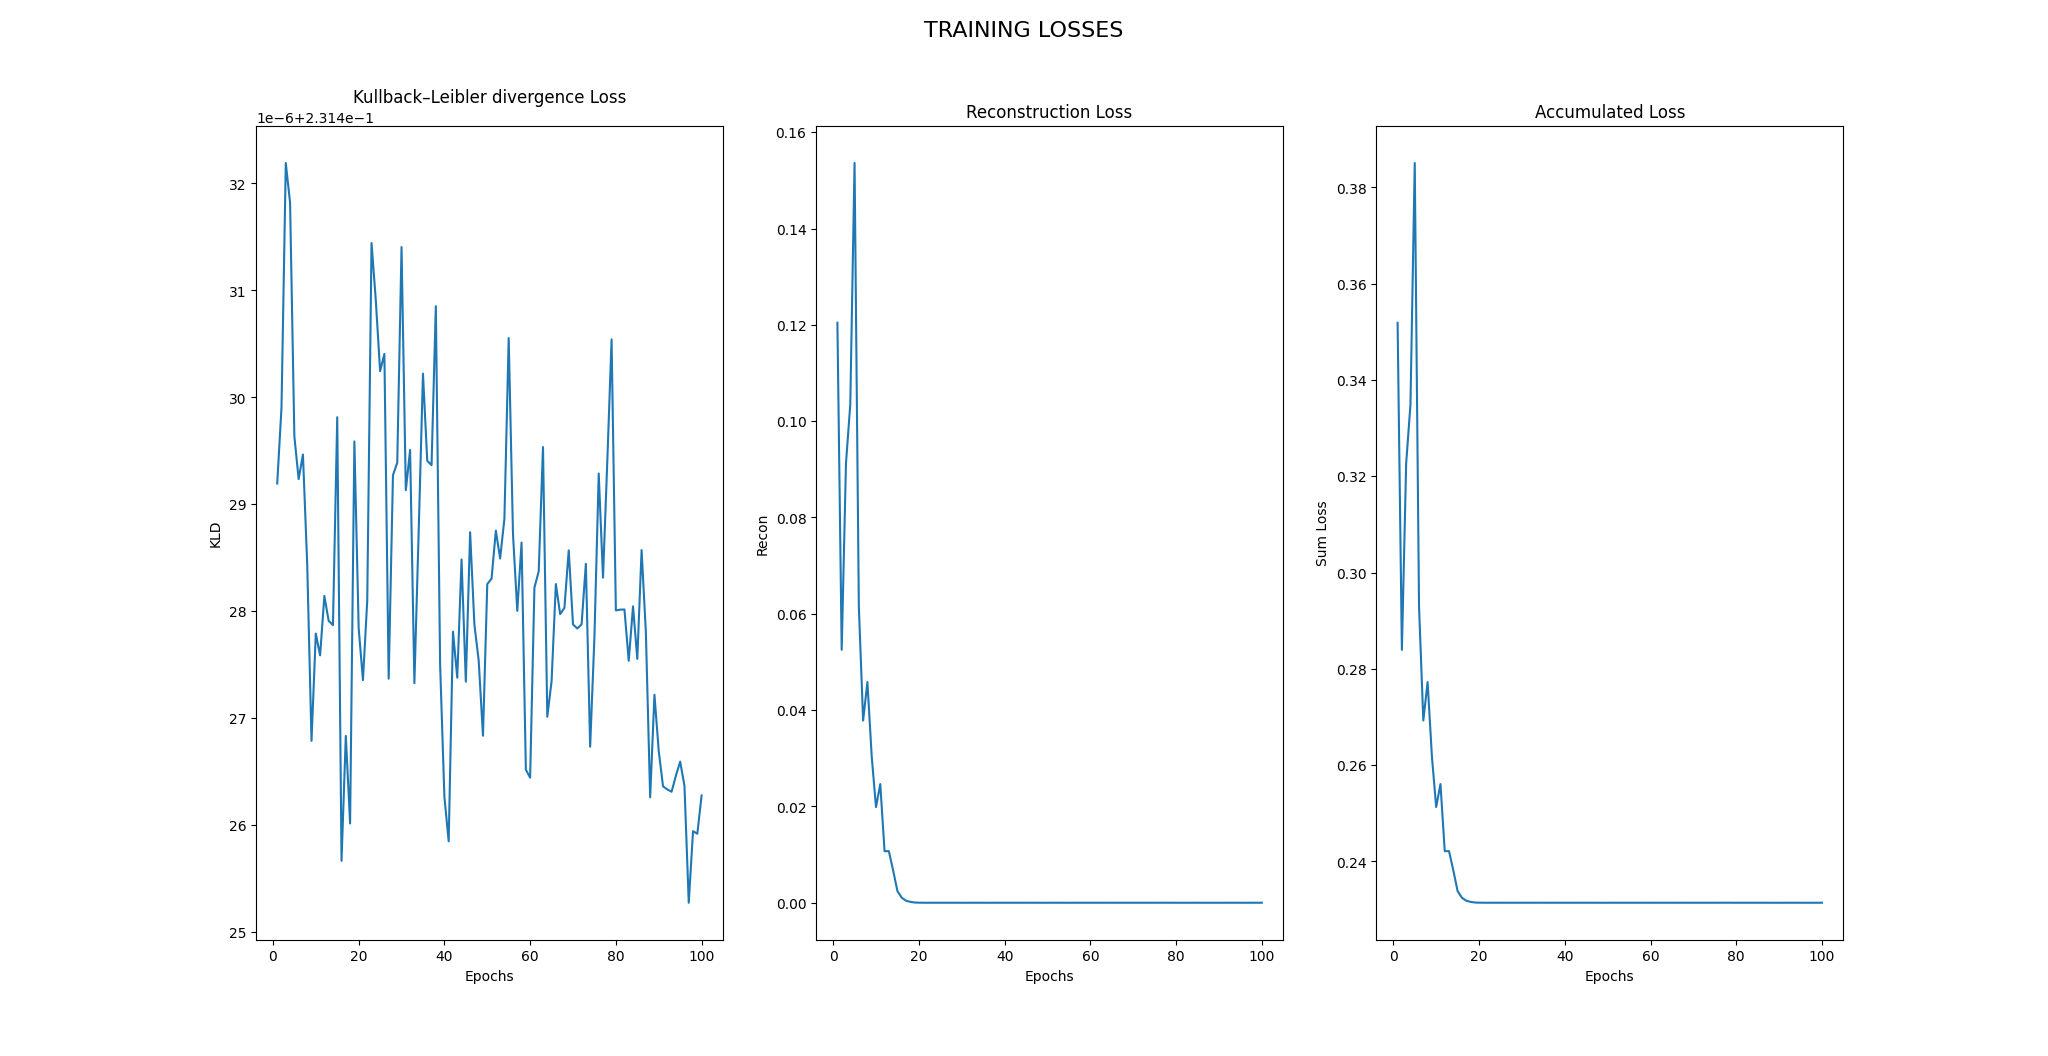 TRAINING LOSSES
Kullback–Leibler divergence Loss
1e−6+2.314e−1
32
31
30
29
28
27
26
25
KLD
0 20 40 60 80 100
Epochs
Reconstruction Loss
0.16
0.14
0.12
0.10
0.08
0.06
0.04
0.02
0.00
Recon
0 20 40 60 80 100
Epochs
Accumulated Loss
0.38
0.36
0.34
0.32
0.30
0.28
0.26
0.24
Sum Loss
0 20 40 60 80 100
Epochs